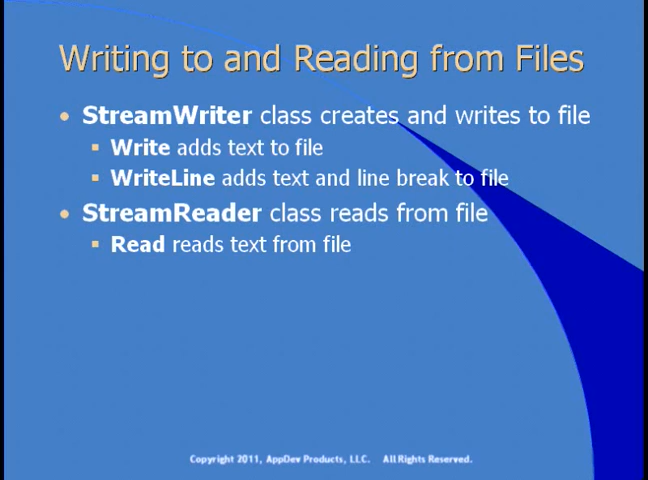 Writing to and Reading from Files
• StreamWriter class creates and writes to file
▪ Write adds text to file
▪ WriteLine adds text and line break to file
• StreamReader class reads from file
▪ Read reads text from file
Copyright 2011, AppDev Products, LLC. All Rights Reserved.